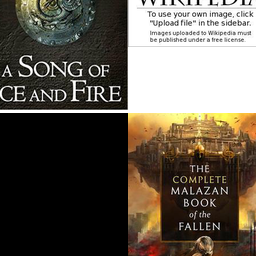 A SONG OF
CE AND FIRE
WIKIPEDI
To use your own image, click
"Upload file" in the sidebar.
Images uploaded to Wikipedia must
be published under a free license.
THE
COMPLETE
MALAZAN
BOOK
of the
FALLEN